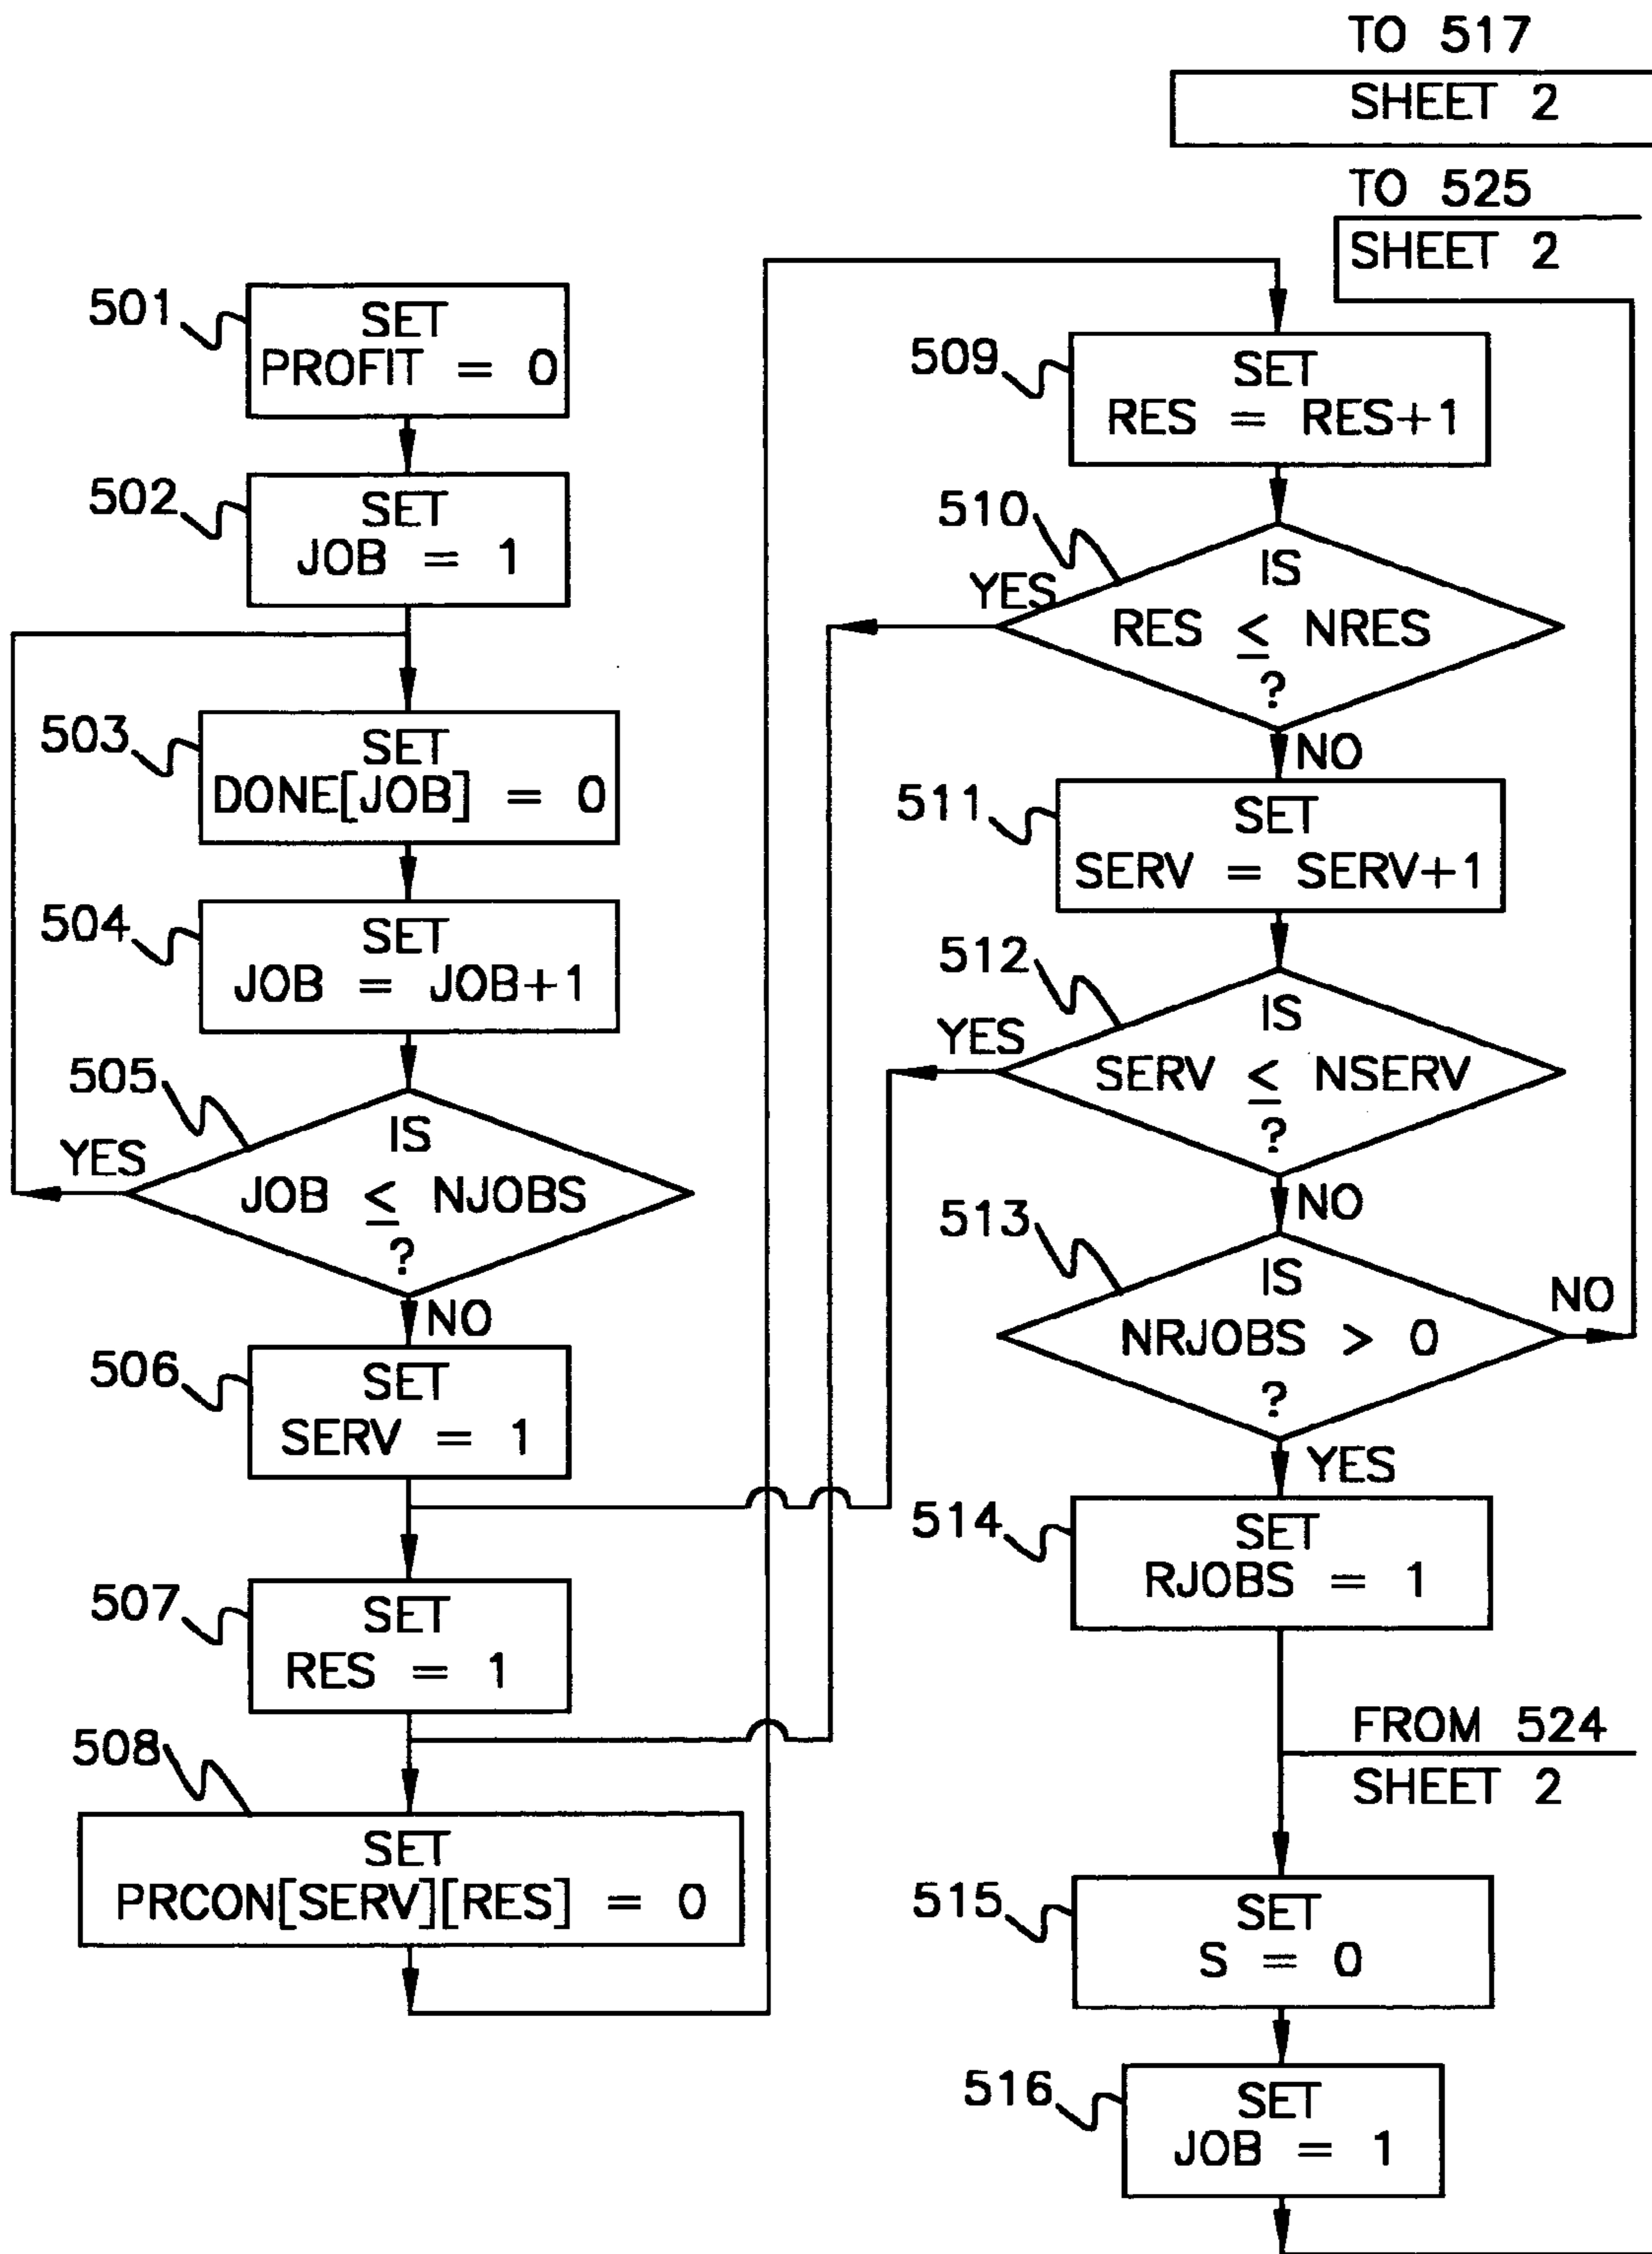 TO 517
SHEET 2
TO 525
SHEET 2
501
SET
PROFIT = 0
502
SET
JOB = 1
503
SET
DONE[JOB] = 0
504
SET
JOB = JOB+1
505
IS
JOB ≤ NJOBS
?
YES
NO
506
SET
SERV = 1
507
SET
RES = 1
508
SET
PRCON[SERV][RES] = 0
509
SET
RES = RES+1
510
IS
RES ≤ NRES
?
YES
NO
511
SET
SERV = SERV+1
512
IS
SERV ≤ NSERV
?
YES
NO
513
IS
NRJOBS > 0
?
NO
YES
514
SET
RJOBS = 1
FROM 524
SHEET 2
515
SET
S = 0
516
SET
JOB = 1